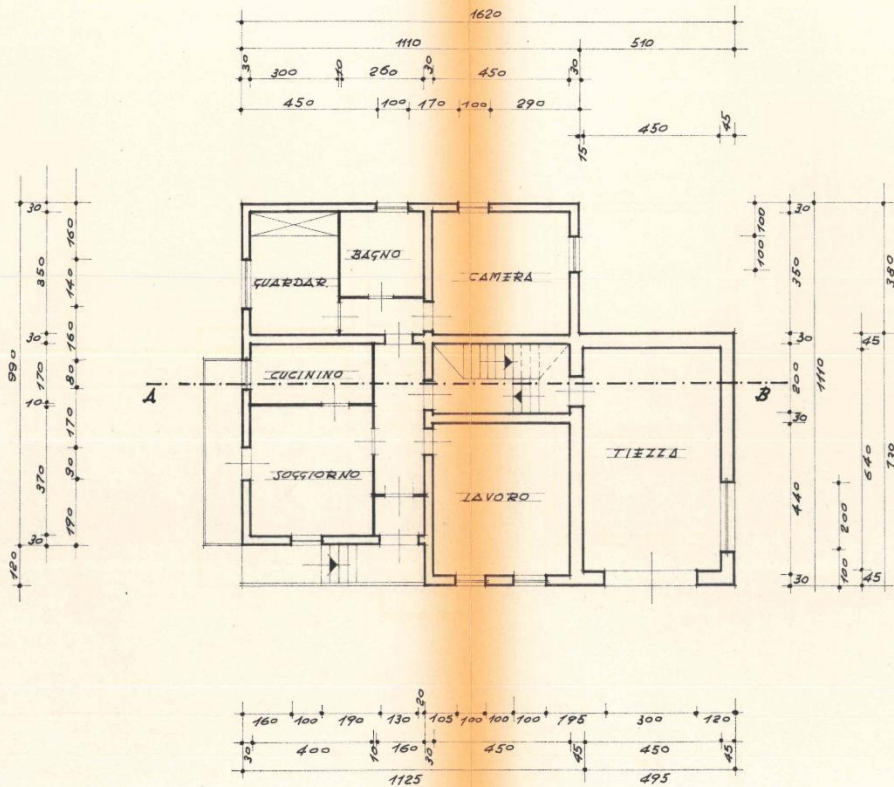 1620
1110 510
30 300 10 260 30 450 30
450 100 170 100 290
15 450 45
990 120
30 350 30 170 10 370 30
160 140 160 80 170 90 190
BAGNO
GUARDAR
CAMERA
CUCININO
A B
SOGGIORNO
LAVORO
TIEZZA
100 100
30 350 30 200 30 440 30
1110
200 100
45 640 45
380 730
160 100 190 130 20 105 100 100 100 195 300 120
30 400 10 160 30 450 45 450 45
1125 495